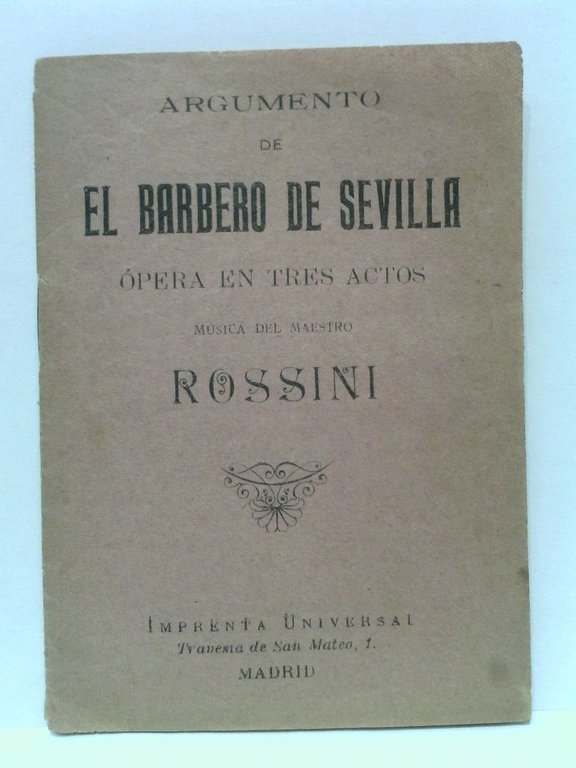 ARGUMENTO
DE
EL BARBERO DE SEVILLA
ÓPERA EN TRES ACTOS
MÚSICA DEL MAESTRO
ROSSINI
IMPRENTA UNIVERSAL
Travesia de San Mateo, 1.
MADRID